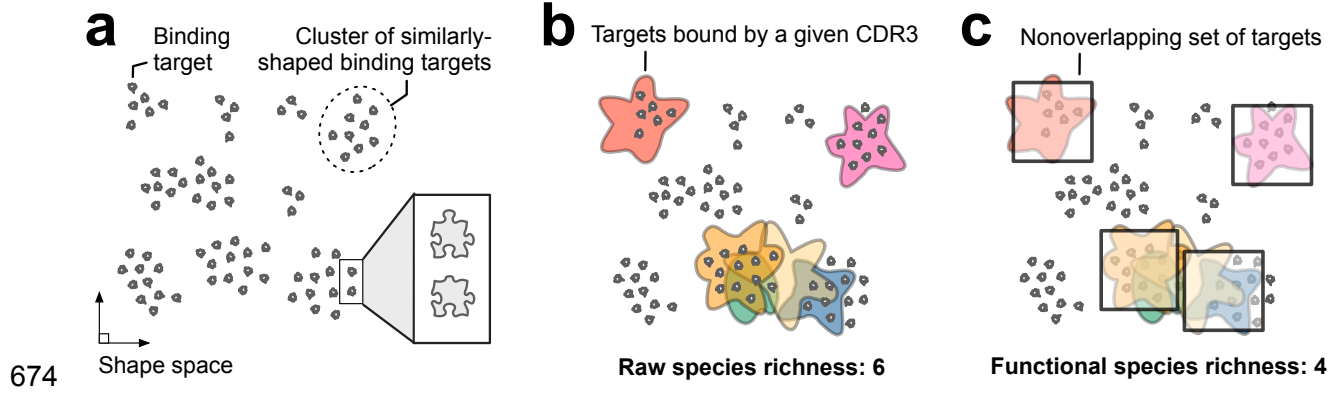 a
Binding
target
Cluster of similarly-
shaped binding targets
Shape space
b
Targets bound by a given CDR3
Raw species richness: 6
c
Nonoverlapping set of targets
Functional species richness: 4
674